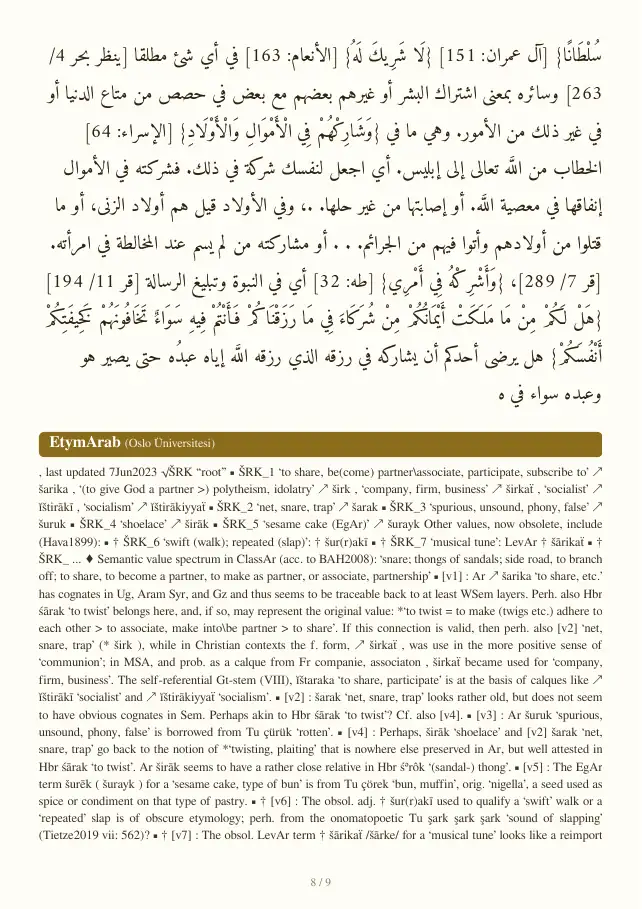 سُلْطَانًا} [آل عمران: 151] {لَا شَرِيكَ لَهُ} [الأنعام: 163] في أي شئ مطلقا [ينظر بحر 4/
263] وسائره بمعنى اشتراك البشر أو غيرهم بعضهم مع بعض في حصص من متاع الدنيا أو
في غير ذلك من الأمور. وهي ما في {وَشَارِكْهُمْ فِي الْأَمْوَالِ وَالْأَوْلَادِ} [الإسراء: 64]
الخطاب من اللَّه تعالى إلى إبليس. أي اجعل لنفسك شركة في ذلك. فشركته في الأموال
إنفاقها في معصية اللَّه. أو إصابتها من غير حلها. .، وفي الأولاد قيل هم أولاد الزنى، أو ما
قتلوا من أولادهم وأتوا فيهم من الجرائم. . . أو مشاركته من لم يسم عند المخالطة في امرأته.
[قر 7/ 289]، {وَأَشْرِكْهُ فِي أَمْرِي} [طه: 32] أي في النبوة وتبليغ الرسالة [قر 11/ 194]
{هَلْ لَكُمْ مِنْ مَا مَلَكَتْ أَيْمَانُكُمْ مِنْ شُرَكَاءَ فِي مَا رَزَقْنَاكُمْ فَأَنْتُمْ فِيهِ سَوَاءٌ تَخَافُونَهُمْ كَخِيفَتِكُمْ
أَنْفُسَكُمْ} هل يرضى أحدكم أن يشاركه في رزقه الذي رزقه اللَّه إياه عبدُه حتى يصير هو
وعبده سواء في ه
EtymArab (Oslo Üniversitesi)
, last updated 7Jun2023 √ŠRK “root” ▪ ŠRK_1 ‘to share, be(come) partner\associate, participate, subscribe to’ ↗
šarika , ‘(to give God a partner >) polytheism, idolatry’ ↗ širk , ‘company, firm, business’ ↗ širkaẗ , ‘socialist’ ↗
ĭštirākī , ‘socialism’ ↗ ĭštirākiyyaẗ ▪ ŠRK_2 ‘net, snare, trap’ ↗ šarak ▪ ŠRK_3 ‘spurious, unsound, phony, false’ ↗
šuruk ▪ ŠRK_4 ‘shoelace’ ↗ širāk ▪ ŠRK_5 ‘sesame cake (EgAr)’ ↗ šurayk Other values, now obsolete, include
(Hava1899): ▪ † ŠRK_6 ‘swift (walk); repeated (slap)’: † šur(r)akī ▪ † ŠRK_7 ‘musical tune’: LevAr † šārikaẗ ▪ †
ŠRK_ ... ♦ Semantic value spectrum in ClassAr (acc. to BAH2008): ‘snare; thongs of sandals; side road, to branch
off; to share, to become a partner, to make as partner, or associate, partnership’ ▪ [v1] : Ar ↗ šarika ‘to share, etc.’
has cognates in Ug, Aram Syr, and Gz and thus seems to be traceable back to at least WSem layers. Perh. also Hbr
śārak ‘to twist’ belongs here, and, if so, may represent the original value: *‘to twist = to make (twigs etc.) adhere to
each other > to associate, make into\be partner > to share’. If this connection is valid, then perh. also [v2] ‘net,
snare, trap’ (* širk ), while in Christian contexts the f. form, ↗ širkaẗ , was use in the more positive sense of
‘communion’; in MSA, and prob. as a calque from Fr companie, associaton , širkaẗ became used for ‘company,
firm, business’. The self-referential Gt-stem (VIII), ĭštaraka ‘to share, participate’ is at the basis of calques like ↗
ĭštirākī ‘socialist’ and ↗ ĭštirākiyyaẗ ‘socialism’. ▪ [v2] : šarak ‘net, snare, trap’ looks rather old, but does not seem
to have obvious cognates in Sem. Perhaps akin to Hbr śārak ‘to twist’? Cf. also [v4]. ▪ [v3] : Ar šuruk ‘spurious,
unsound, phony, false’ is borrowed from Tu çürük ‘rotten’. ▪ [v4] : Perhaps, širāk ‘shoelace’ and [v2] šarak ‘net,
snare, trap’ go back to the notion of *‘twisting, plaiting’ that is nowhere else preserved in Ar, but well attested in
Hbr śārak ‘to twist’. Ar širāk seems to have a rather close relative in Hbr śᵊrôk ‘(sandal-) thong’. ▪ [v5] : The EgAr
term šurēk ( šurayk ) for a ‘sesame cake, type of bun’ is from Tu çörek ‘bun, muffin’, orig. ‘nigella’, a seed used as
spice or condiment on that type of pastry. ▪ † [v6] : The obsol. adj. † šur(r)akī used to qualify a ‘swift’ walk or a
‘repeated’ slap is of obscure etymology; perh. from the onomatopoetic Tu şark şark şark ‘sound of slapping’
(Tietze2019 vii: 562)? ▪ † [v7] : The obsol. LevAr term † šārikaẗ /šārke/ for a ‘musical tune’ looks like a reimport
8 / 9